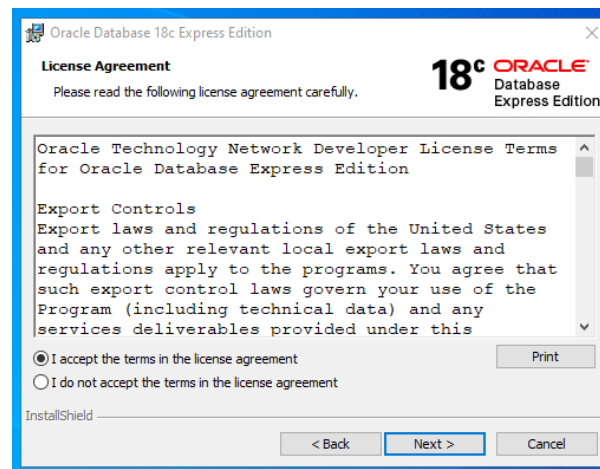 Oracle Database 18c Express Edition
License Agreement
Please read the following license agreement carefully.
18c ORACLE
Database
Express Edition
Oracle Technology Network Developer License Terms
for Oracle Database Express Edition
Export Controls
Export laws and regulations of the United States
and any other relevant local export laws and
regulations apply to the programs. You agree that
such export control laws govern your use of the
Program (including technical data) and any
services deliverables provided under this
I accept the terms in the license agreement
Print
I do not accept the terms in the license agreement
InstallShield
< Back Next > Cancel